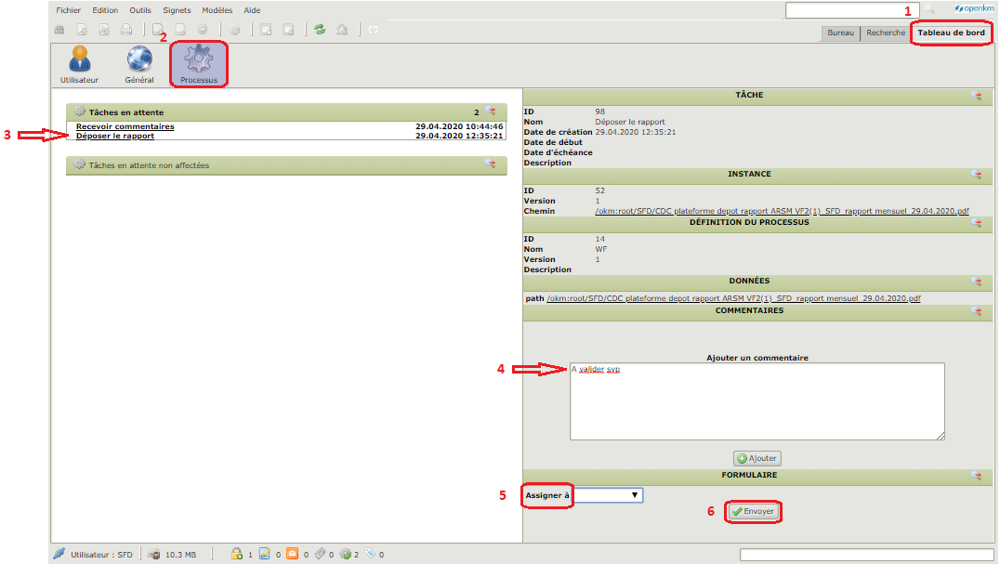 Fichier Edition Outils Signets Modèles Aide 1 openkm
2 Bureau Recherche Tableau de bord
Utilisateur Général Processus
Tâches en attente 2
3 Recevoir commentaires 29.04.2020 10:44:46
Déposer le rapport 29.04.2020 12:35:21
Tâches en attente non affectées
TÂCHE
ID 98
Nom Déposer le rapport
Date de création 29.04.2020 12:35:21
Date de début
Date d'échéance
Description
INSTANCE
ID 52
Version 1
Chemin /okm:root/SFD/CDC plateforme depot rapport ARSM VF2(1)_SFD_rapport mensuel_29.04.2020.pdf
DÉFINITION DU PROCESSUS
ID 14
Nom WF
Version 1
Description
DONNÉES
path /okm:root/SFD/CDC plateforme depot rapport ARSM VF2(1)_SFD_rapport mensuel_29.04.2020.pdf
COMMENTAIRES
Ajouter un commentaire
4 A valider svp
Ajouter
FORMULAIRE
5 Assigner à
6 Envoyer
Utilisateur : SFD 10.3 MB 1 0 0 0 2 0